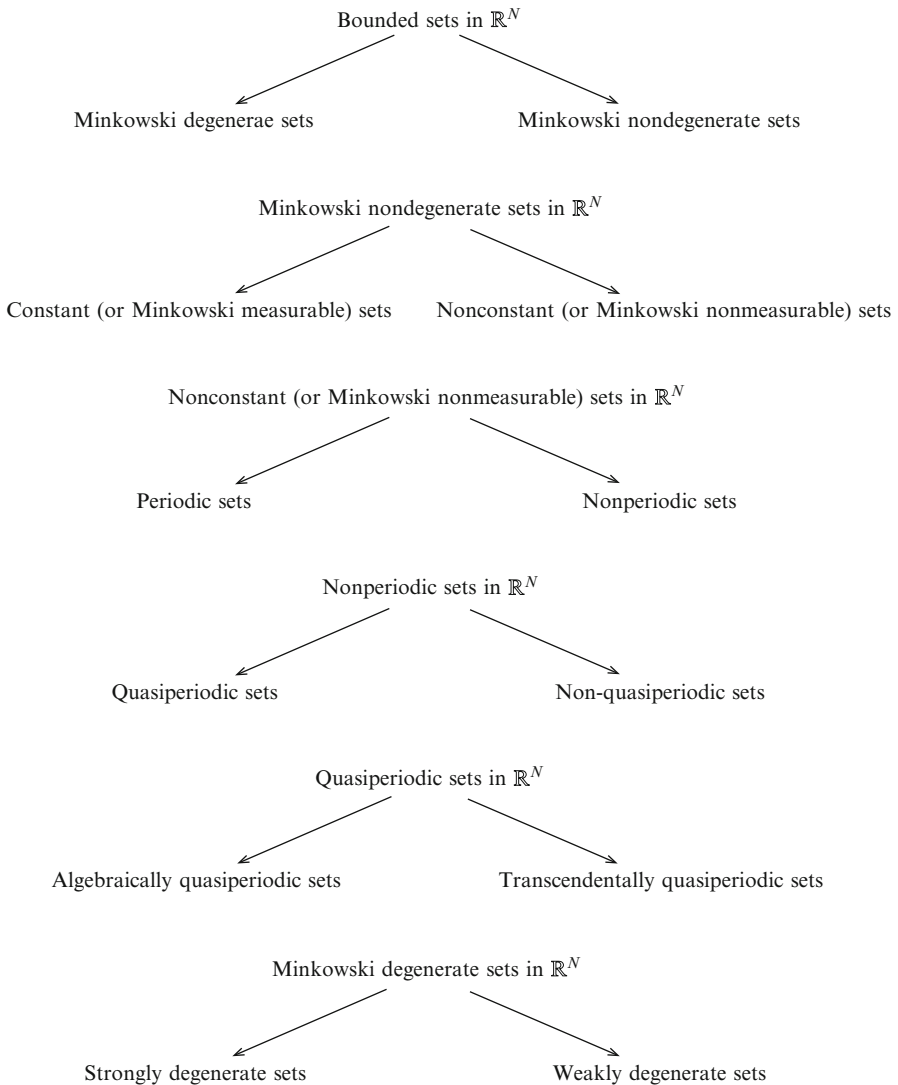 Bounded sets in ℝ^N
Minkowski degenerae sets
Minkowski nondegenerate sets
Minkowski nondegenerate sets in ℝ^N
Constant (or Minkowski measurable) sets
Nonconstant (or Minkowski nonmeasurable) sets
Nonconstant (or Minkowski nonmeasurable) sets in ℝ^N
Periodic sets
Nonperiodic sets
Nonperiodic sets in ℝ^N
Quasiperiodic sets
Non-quasiperiodic sets
Quasiperiodic sets in ℝ^N
Algebraically quasiperiodic sets
Transcendentally quasiperiodic sets
Minkowski degenerate sets in ℝ^N
Strongly degenerate sets
Weakly degenerate sets